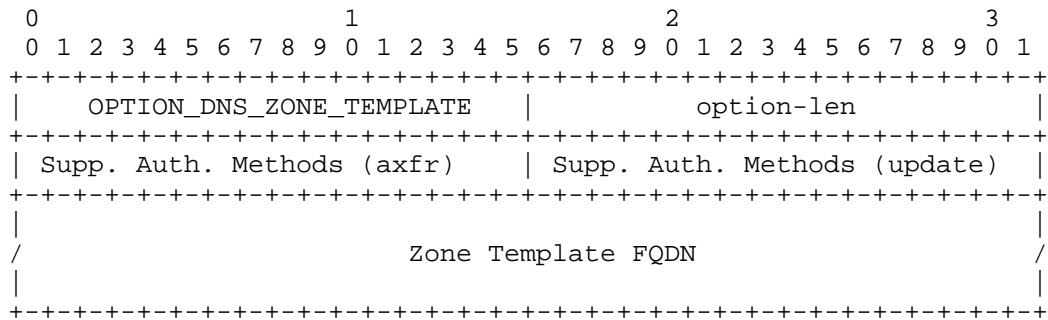 0                   1                   2                   3
 0 1 2 3 4 5 6 7 8 9 0 1 2 3 4 5 6 7 8 9 0 1 2 3 4 5 6 7 8 9 0 1
+-+-+-+-+-+-+-+-+-+-+-+-+-+-+-+-+-+-+-+-+-+-+-+-+-+-+-+-+-+-+-+-+
|    OPTION_DNS_ZONE_TEMPLATE   |          option-len           |
+-+-+-+-+-+-+-+-+-+-+-+-+-+-+-+-+-+-+-+-+-+-+-+-+-+-+-+-+-+-+-+-+
| Supp. Auth. Methods (axfr)    | Supp. Auth. Methods (update)  |
+-+-+-+-+-+-+-+-+-+-+-+-+-+-+-+-+-+-+-+-+-+-+-+-+-+-+-+-+-+-+-+-+
|                                                               |
/                        Zone Template FQDN                     /
|                                                               |
+-+-+-+-+-+-+-+-+-+-+-+-+-+-+-+-+-+-+-+-+-+-+-+-+-+-+-+-+-+-+-+-+